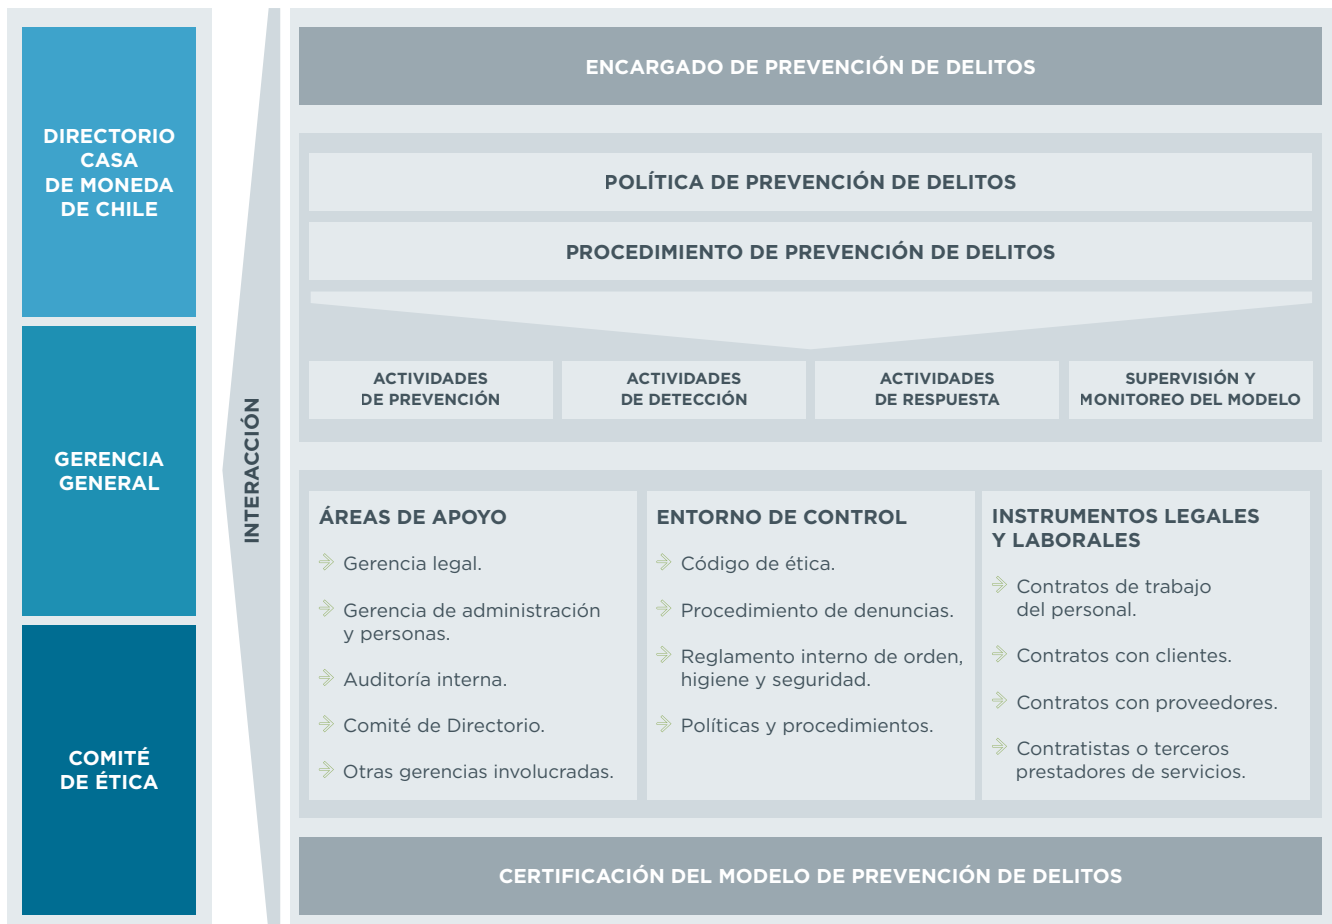 DIRECTORIO
CASA
DE MONEDA
DE CHILE
GERENCIA
GENERAL
COMITÉ
DE ÉTICA
INTERACCIÓN
ENCARGADO DE PREVENCIÓN DE DELITOS
POLÍTICA DE PREVENCIÓN DE DELITOS
PROCEDIMIENTO DE PREVENCIÓN DE DELITOS
ACTIVIDADES
DE PREVENCIÓN
ACTIVIDADES
DE DETECCIÓN
ACTIVIDADES
DE RESPUESTA
SUPERVISIÓN Y
MONITOREO DEL MODELO
ÁREAS DE APOYO
Gerencia legal.
Gerencia de administración
y personas.
Auditoría interna.
Comité de Directorio.
Otras gerencias involucradas.
ENTORNO DE CONTROL
Código de ética.
Procedimiento de denuncias.
Reglamento interno de orden,
higiene y seguridad.
Políticas y procedimientos.
INSTRUMENTOS LEGALES
Y LABORALES
Contratos de trabajo
del personal.
Contratos con clientes.
Contratos con proveedores.
Contratistas o terceros
prestadores de servicios.
CERTIFICACIÓN DEL MODELO DE PREVENCIÓN DE DELITOS